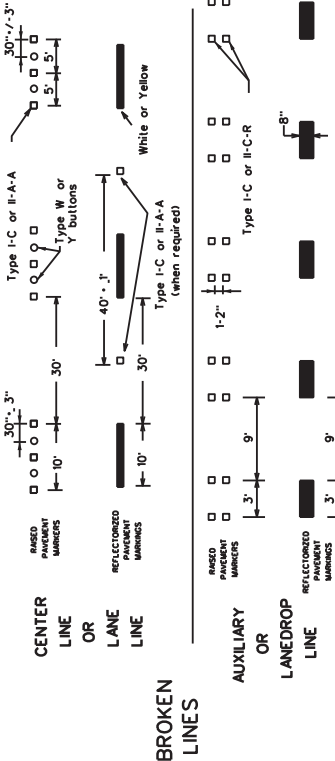 BROKEN
LINES
CENTER
LINE
OR
LANE
LINE
RAISED
PAVEMENT
MARKERS
10'
30"+_ 3"
30'
Type I-C or II-A-A
Type W or
Y buttons
5'
5'
30"+/-3"
REFLECTORIZED
PAVEMENT
MARKINGS
10'
30'
40' + _1'
Type I-C or II-A-A
(when required)
White or Yellow
AUXILIARY
OR
LANEDROP
LINE
RAISED
PAVEMENT
MARKERS
1-2"
Type I-C or II-C-R
3'
9'
8"
REFLECTORIZED
PAVEMENT
MARKINGS
3'
9'